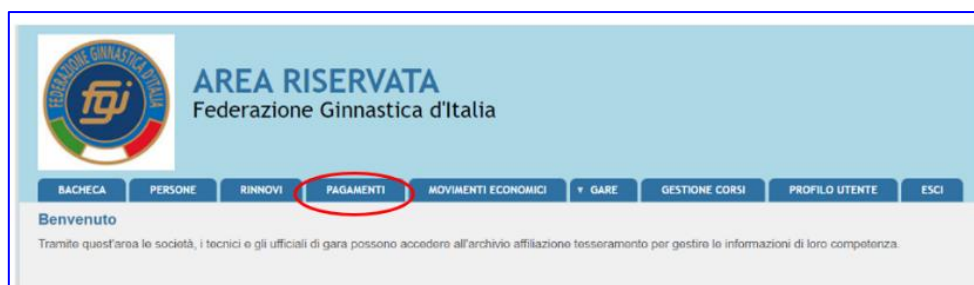 FEDERAZIONE GINNASTICA D'ITALIA
fgi
AREA RISERVATA
Federazione Ginnastica d'Italia
BACHECA PERSONE RINNOVI PAGAMENTI MOVIMENTI ECONOMICI ▼ GARE GESTIONE CORSI PROFILO UTENTE ESCI
Benvenuto
Tramite quest'area le società, i tecnici e gli ufficiali di gara possono accedere all'archivio affiliazione tesseramento per gestire le informazioni di loro competenza.